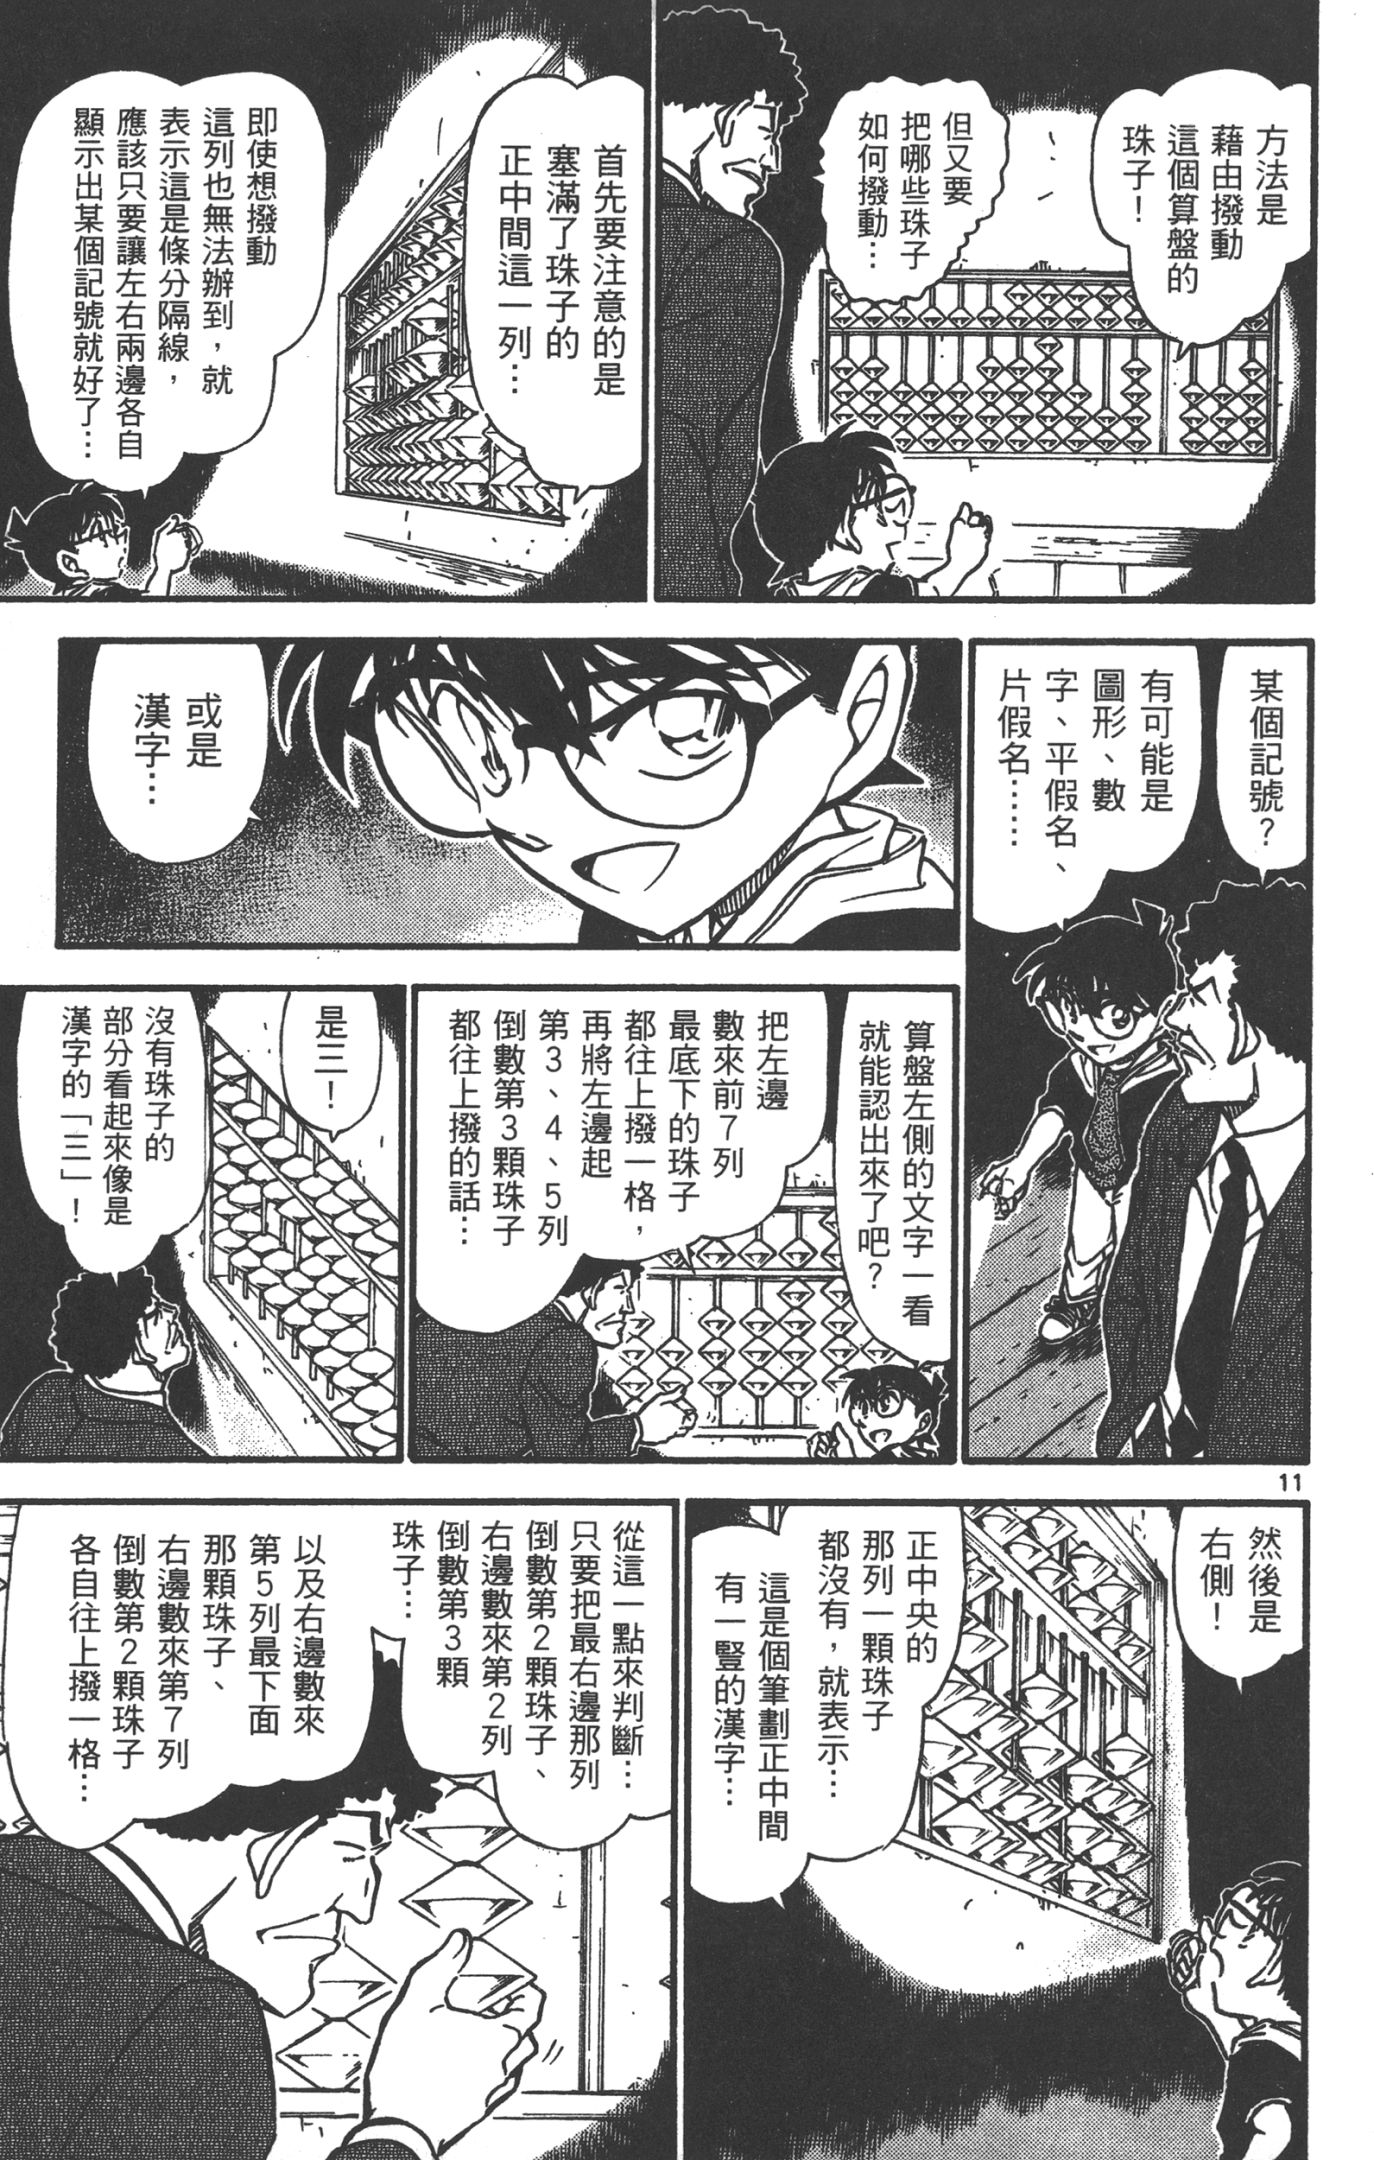 方法是
藉由撥動
這個算盤的
珠子!
但又要
把哪些珠子
如何撥動…
首先要注意的是
塞滿了珠子的
正中間這一列…
即使想撥動
這列也無法辦到,就
表示這是條分隔線,
應該只要讓左右兩邊各自
顯示出某個記號就好了…
某個記號?
有可能是
圖形、數
字、平假名、
片假名……
或是
漢字…
算盤左側的文字一看
就能認出來了吧?
把左邊
數來前7列
最底下的珠子
都往上撥一格,
再將左邊起
第3、4、5列
倒數第3顆珠子
都往上撥的話…
是三!
沒有珠子的
部分看起來像是
漢字的「三」!
11
然後是
右側!
正中央的
那列一顆珠子
都沒有,就表示…
這是個筆劃正中間
有一豎的漢字…
從這一點來判斷…
只要把最右邊那列
倒數第2顆珠子、
右邊數來第2列
倒數第3顆
珠子…
以及右邊數來
第5列最下面
那顆珠子、
右邊數來第7列
倒數第2顆珠子
各自往上撥一格…